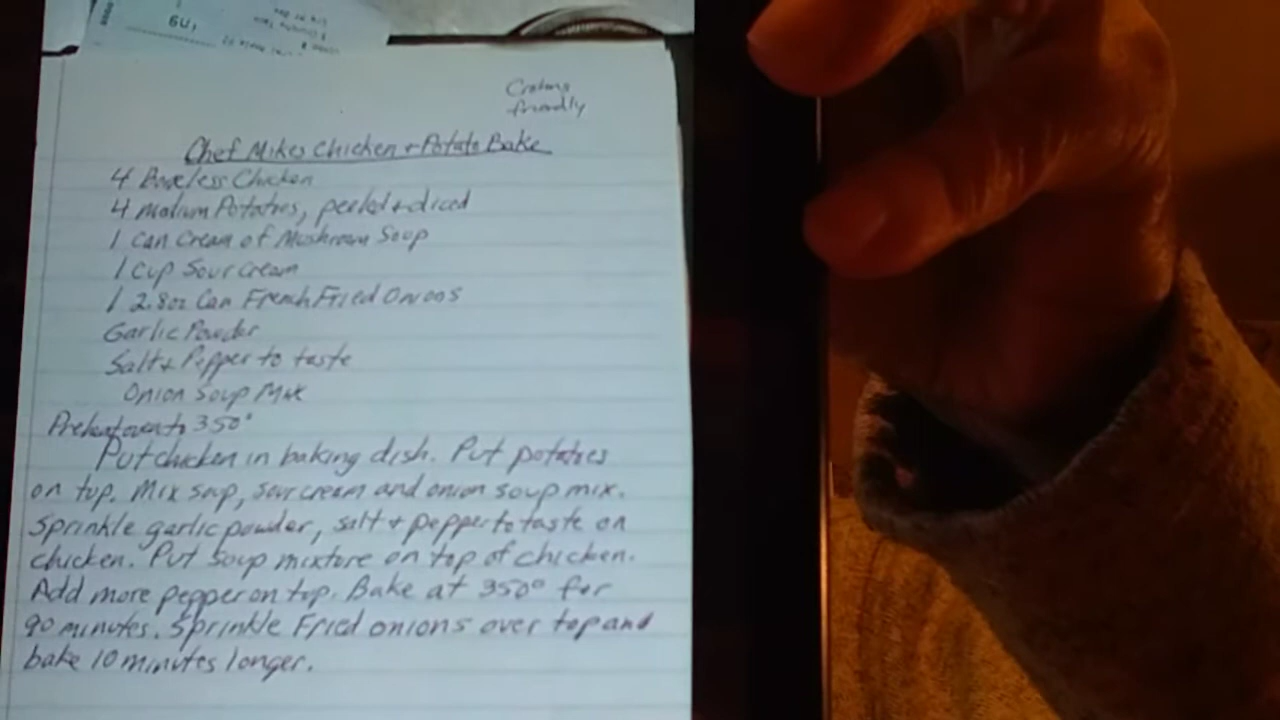 6U,
Crohns
friendly
Chef Mikes Chicken + Potato Bake
4 Boneless Chicken
4 medium Potatoes, peeled + diced
1 Can Cream of Mushroom Soup
1 Cup Sour Cream
1 2.8oz Can French Fried Onions
Garlic Powder
Salt + Pepper to taste
Onion Soup Mix
Preheat oven to 350°
Put chicken in baking dish. Put potatoes
on top. Mix soup, sour cream and onion soup mix.
Sprinkle garlic powder, salt + pepper to taste on
chicken. Put soup mixture on top of chicken.
Add more pepper on top. Bake at 350° for
90 minutes. Sprinkle Fried onions over top and
bake 10 minutes longer.